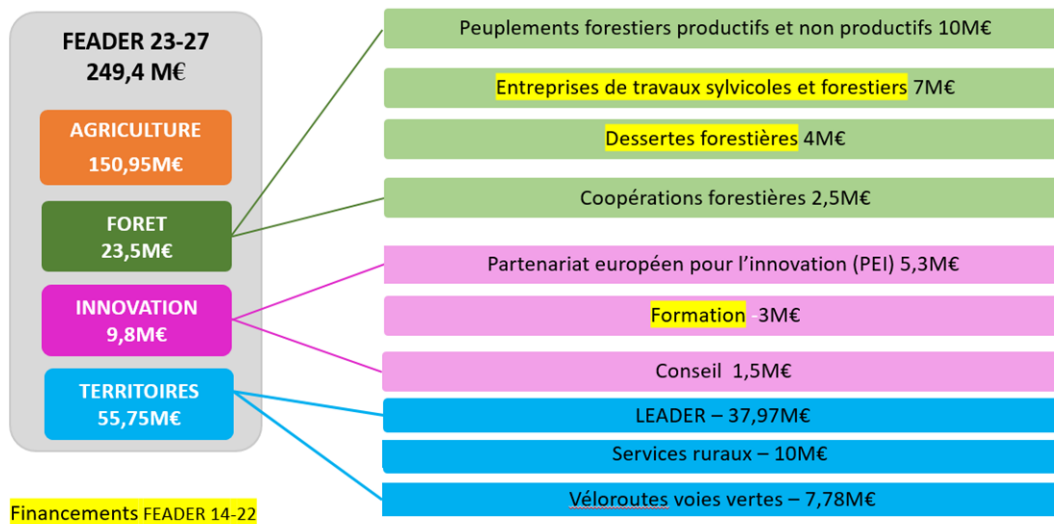 FEADER 23-27
249,4 M€
AGRICULTURE
150,95M€
FORET
23,5M€
INNOVATION
9,8M€
TERRITOIRES
55,75M€
Financements FEADER 14-22
Peuplements forestiers productifs et non productifs 10M€
Entreprises de travaux sylvicoles et forestiers 7M€
Dessertes forestières 4M€
Coopérations forestières 2,5M€
Partenariat européen pour l’innovation (PEI) 5,3M€
Formation -3M€
Conseil 1,5M€
LEADER – 37,97M€
Services ruraux – 10M€
Véloroutes voies vertes – 7,78M€